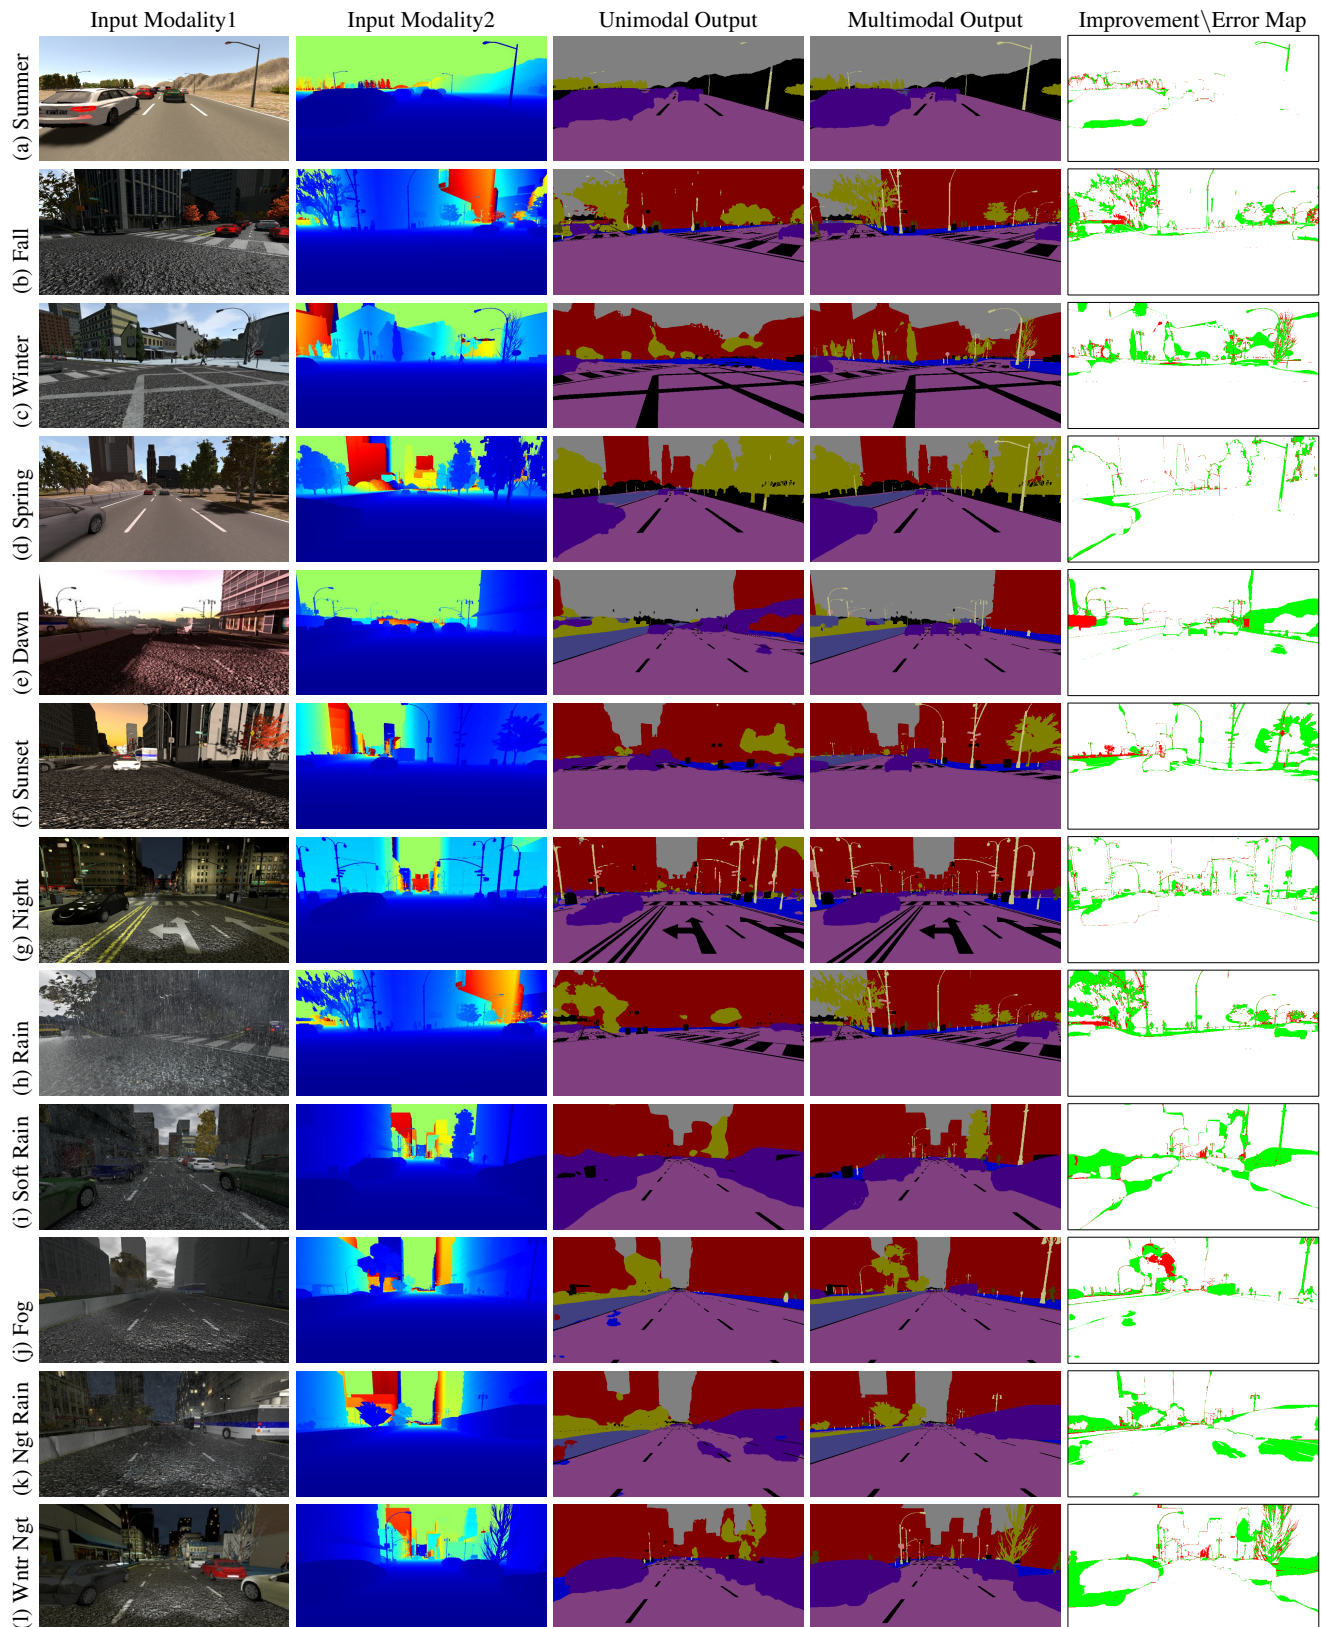 Input Modality1
Input Modality2
Unimodal Output
Multimodal Output
Improvement\Error Map
(a) Summer
(b) Fall
(c) Winter
(d) Spring
(e) Dawn
(f) Sunset
(g) Night
(h) Rain
(i) Soft Rain
(j) Fog
(k) Ngt Rain
(l) Wntr Ngt